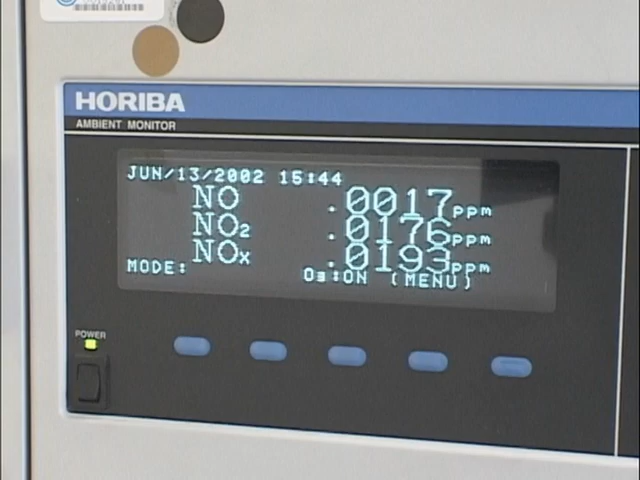 HORIBA
AMBIENT MONITOR
JUN/13/2002 15:44
NO .0017ppm
NO₂ .0176ppm
NOx .0193ppm
MODE: O₃:ON (MENU)
POWER